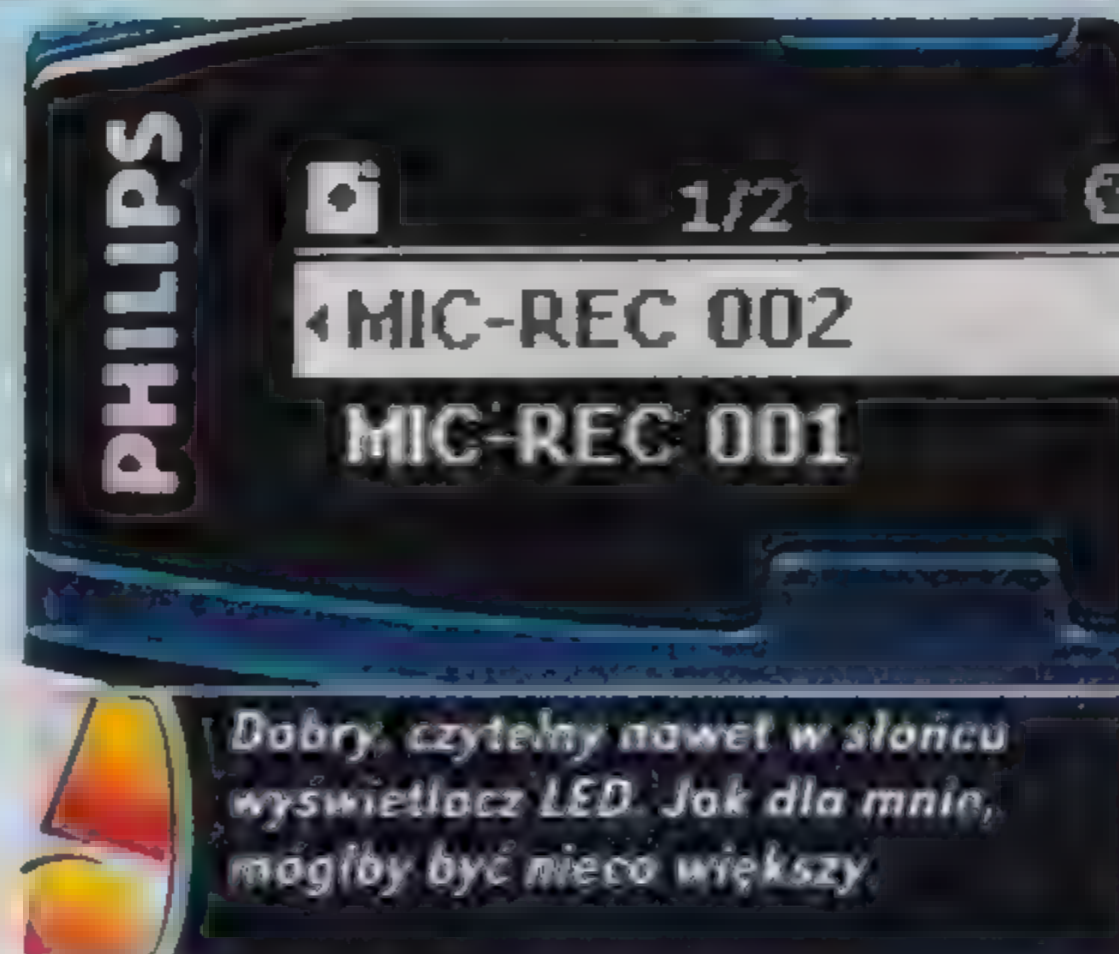 PHILIPS
1/2
MIC-REC 002
MIC-REC 001
Dobry, czytelny nawet w słońcu
wyświetlacz LED. Jak dla mnie,
mógłby być nieco większy.